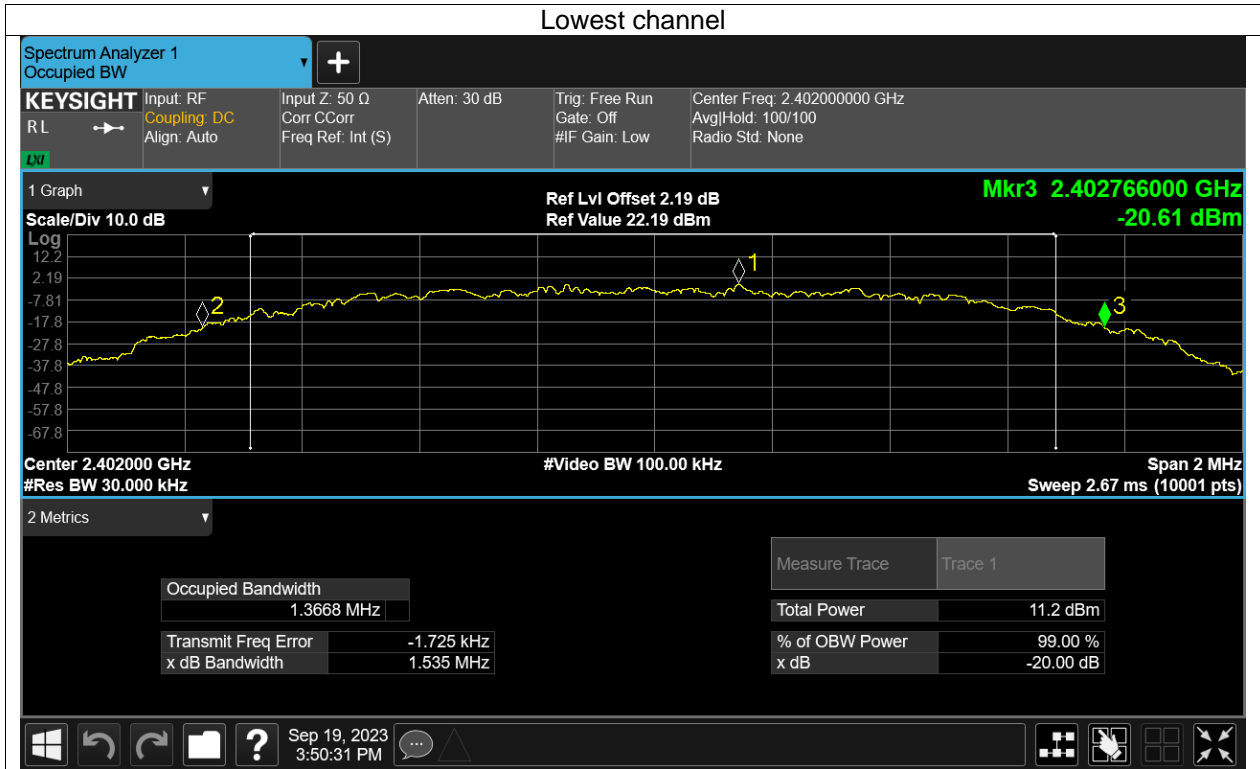 Lowest channel
Spectrum Analyzer 1
Occupied BW
+
KEYSIGHT
RL
LXI
Input: RF
Coupling: DC
Align: Auto
Input Z: 50 Ω
Corr CCorr
Freq Ref: Int (S)
Atten: 30 dB
Trig: Free Run
Gate: Off
#IF Gain: Low
Center Freq: 2.402000000 GHz
Avg|Hold: 100/100
Radio Std: None
1 Graph
Scale/Div 10.0 dB
Ref Lvl Offset 2.19 dB
Ref Value 22.19 dBm
Mkr3 2.402766000 GHz
-20.61 dBm
Log
12.2
2.19
-7.81
-17.8
-27.8
-37.8
-47.8
-57.8
-67.8
1
2
3
Center 2.402000 GHz
#Video BW 100.00 kHz
Span 2 MHz
#Res BW 30.000 kHz
Sweep 2.67 ms (10001 pts)
2 Metrics
Measure Trace Trace 1
Occupied Bandwidth
1.3668 MHz
Total Power 11.2 dBm
Transmit Freq Error -1.725 kHz
% of OBW Power 99.00 %
x dB Bandwidth 1.535 MHz
x dB -20.00 dB
?
Sep 19, 2023
3:50:31 PM